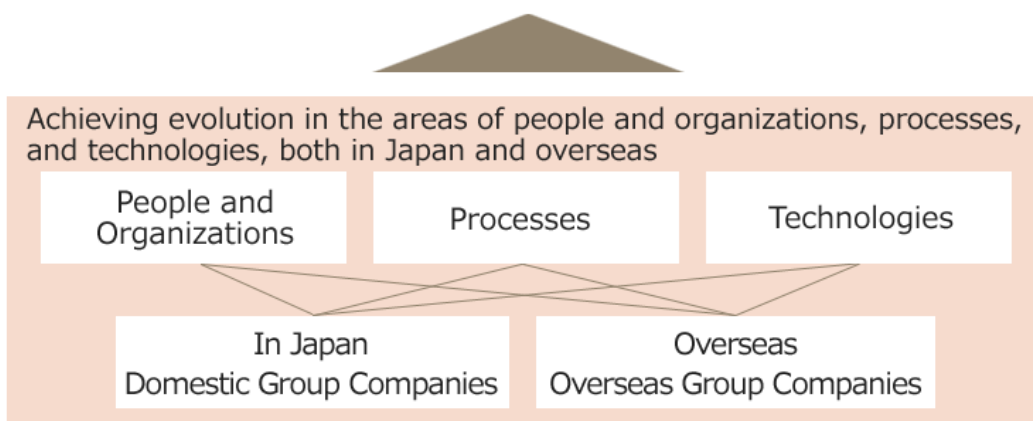 Achieving evolution in the areas of people and organizations, processes,
and technologies, both in Japan and overseas
People and
Organizations
Processes
Technologies
In Japan
Domestic Group Companies
Overseas
Overseas Group Companies